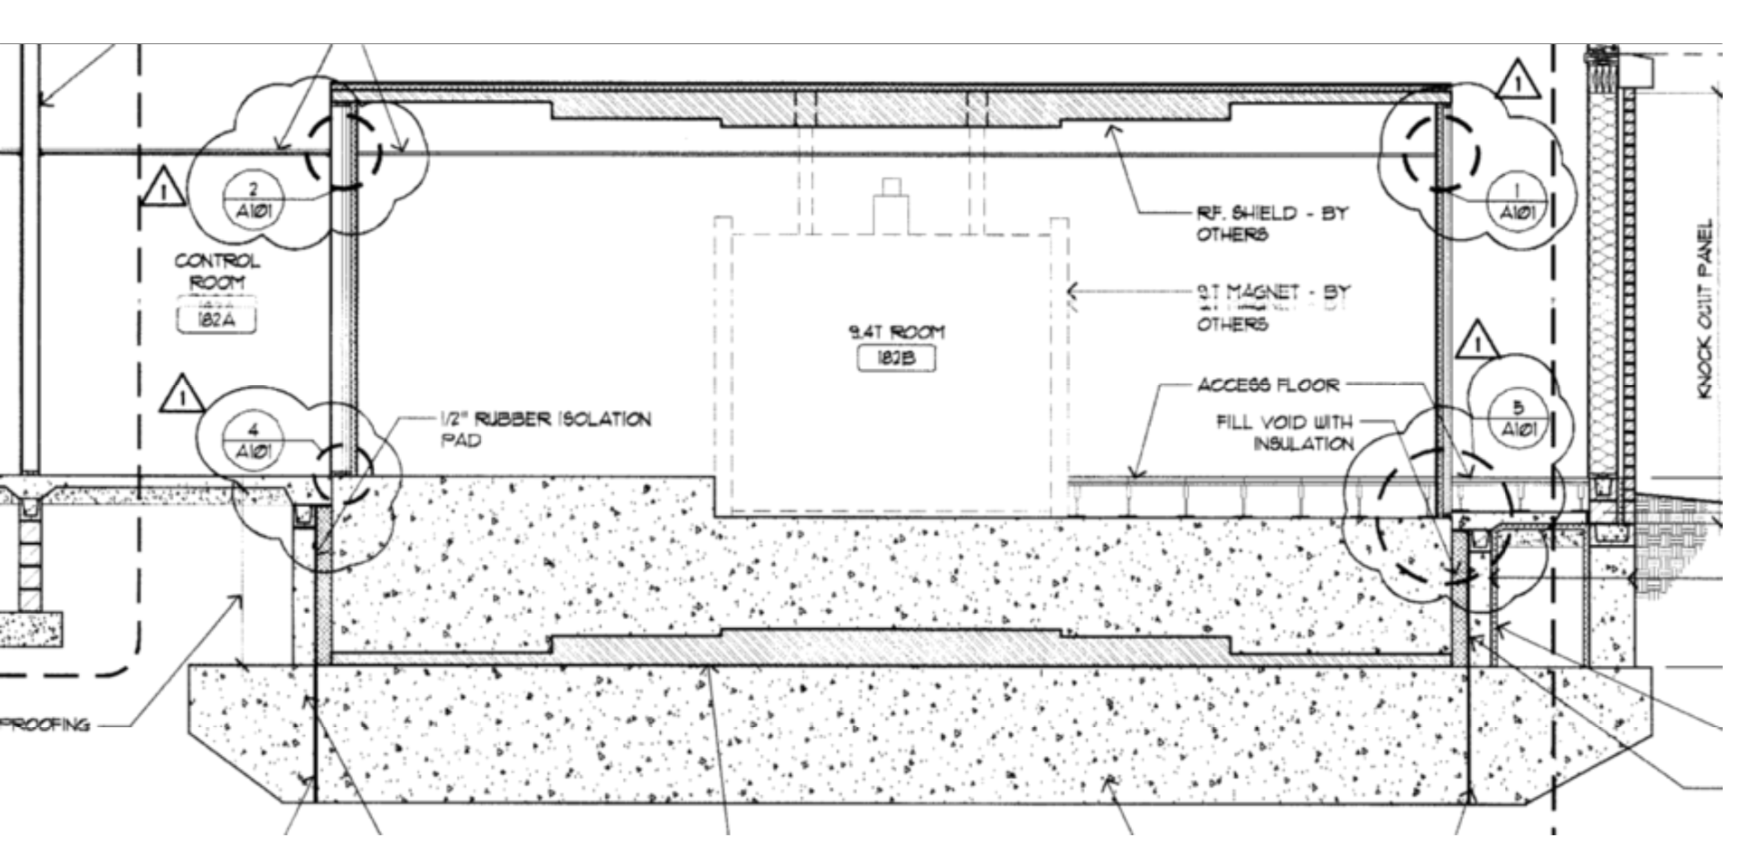 1
1
2
A101
1
A101
R.F. SHIELD - BY
OTHERS
CONTROL
ROOM
182A
KNOCK OUT PANEL
MAGNET - BY
OTHERS
9.4T ROOM
182B
1
1
ACCESS FLOOR
1/2" RUBBER ISOLATION
PAD
FILL VOID WITH
INSULATION
4
A101
5
A101
PROOFING